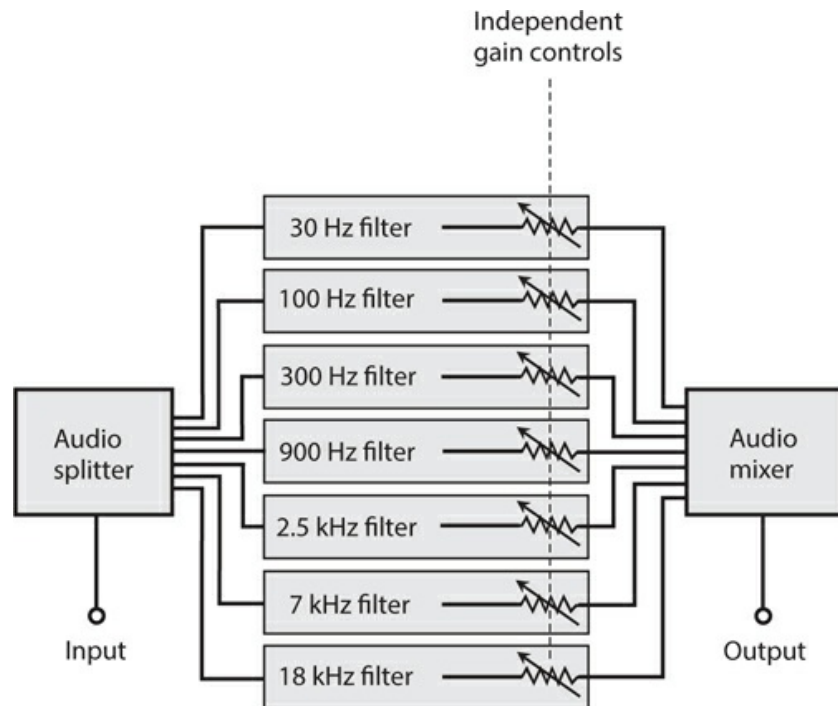 Independent
gain controls
30 Hz filter
100 Hz filter
300 Hz filter
Audio
splitter
900 Hz filter
Audio
mixer
2.5 kHz filter
7 kHz filter
Input
Output
18 kHz filter